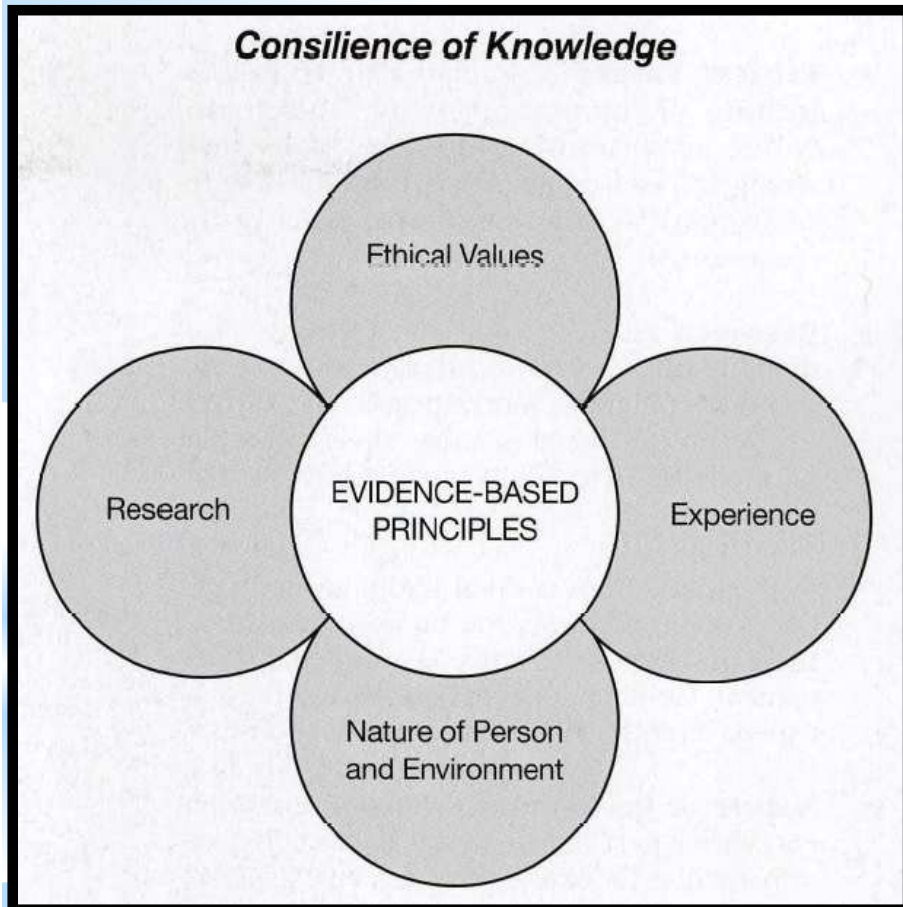 Consilience of Knowledge
Ethical Values
Research
EVIDENCE-BASED
PRINCIPLES
Experience
Nature of Person
and Environment